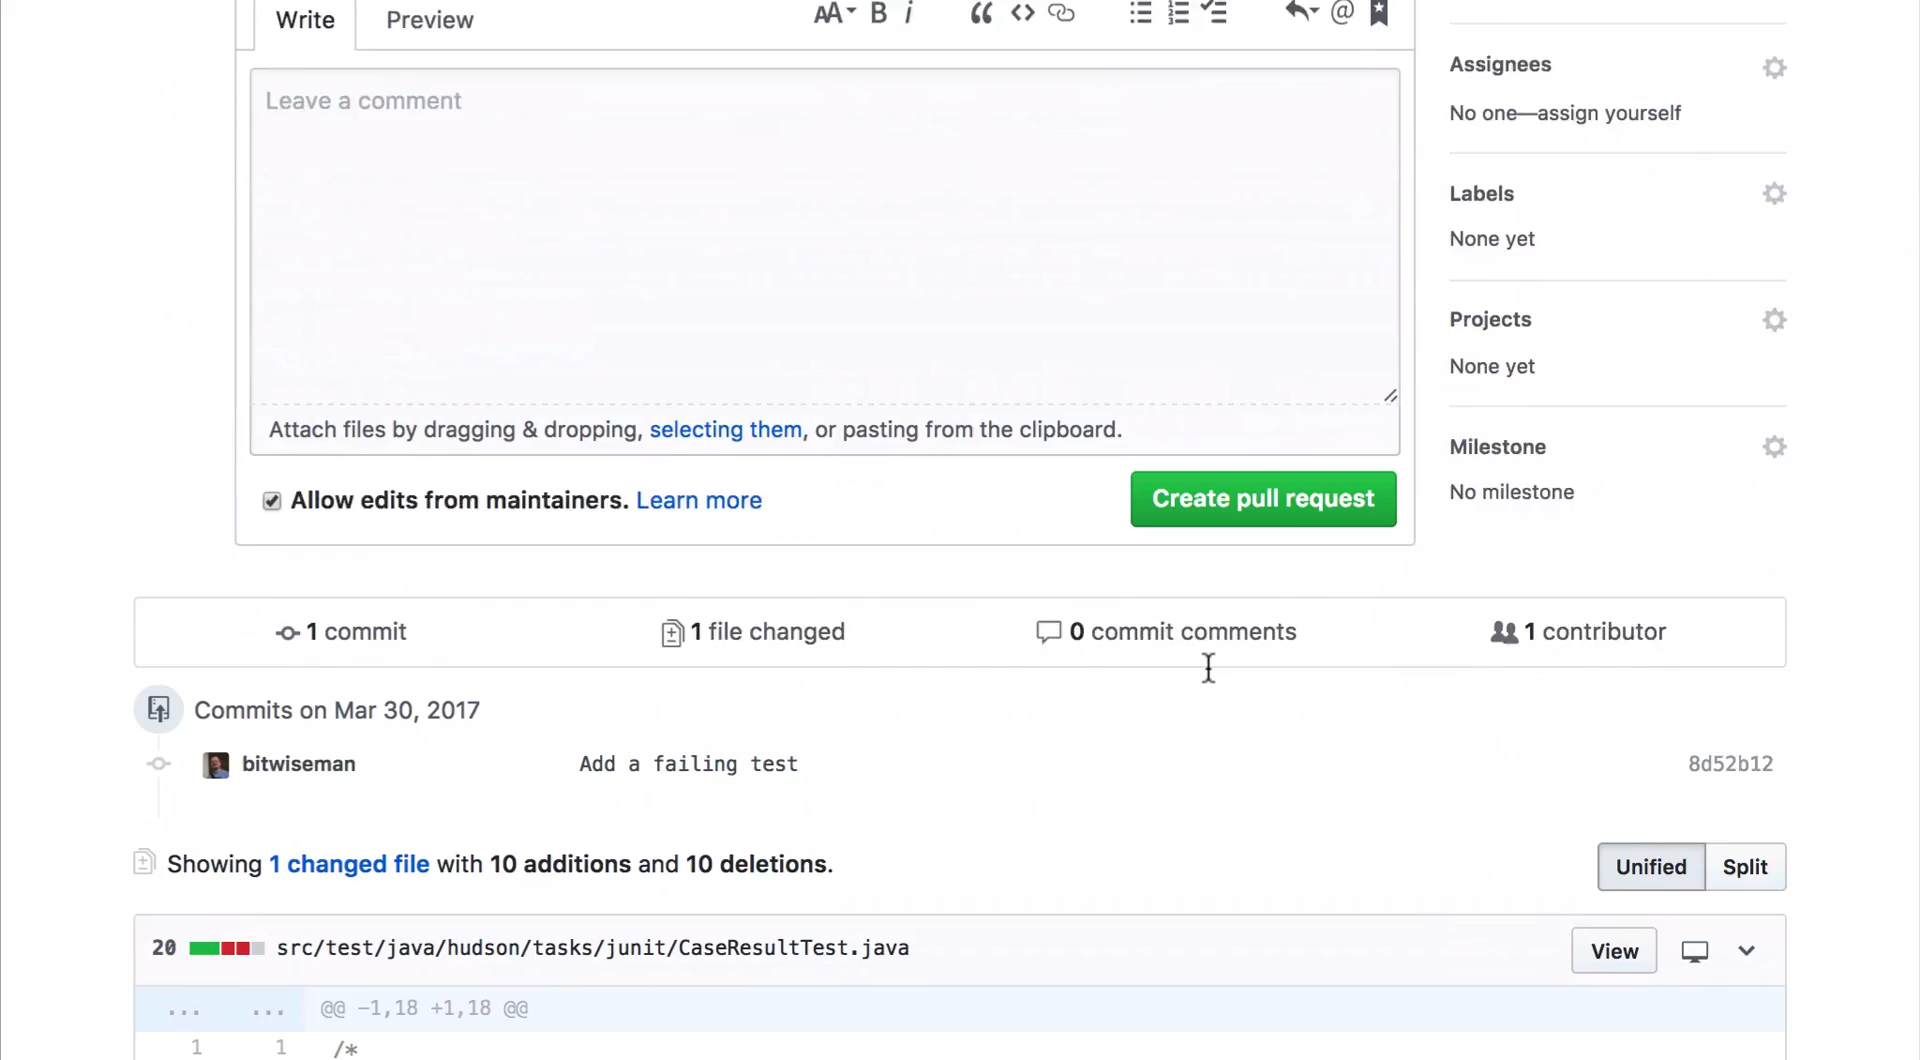 Write Preview AA B i
Leave a comment
Attach files by dragging & dropping, selecting them, or pasting from the clipboard.
Allow edits from maintainers. Learn more
Create pull request
Assignees
No one—assign yourself
Labels
None yet
Projects
None yet
Milestone
No milestone
1 commit
1 file changed
0 commit comments
1 contributor
Commits on Mar 30, 2017
bitwiseman Add a failing test 8d52b12
Showing 1 changed file with 10 additions and 10 deletions.
Unified Split
20 src/test/java/hudson/tasks/junit/CaseResultTest.java View
... ... @@ -1,18 +1,18 @@
1 1 /*